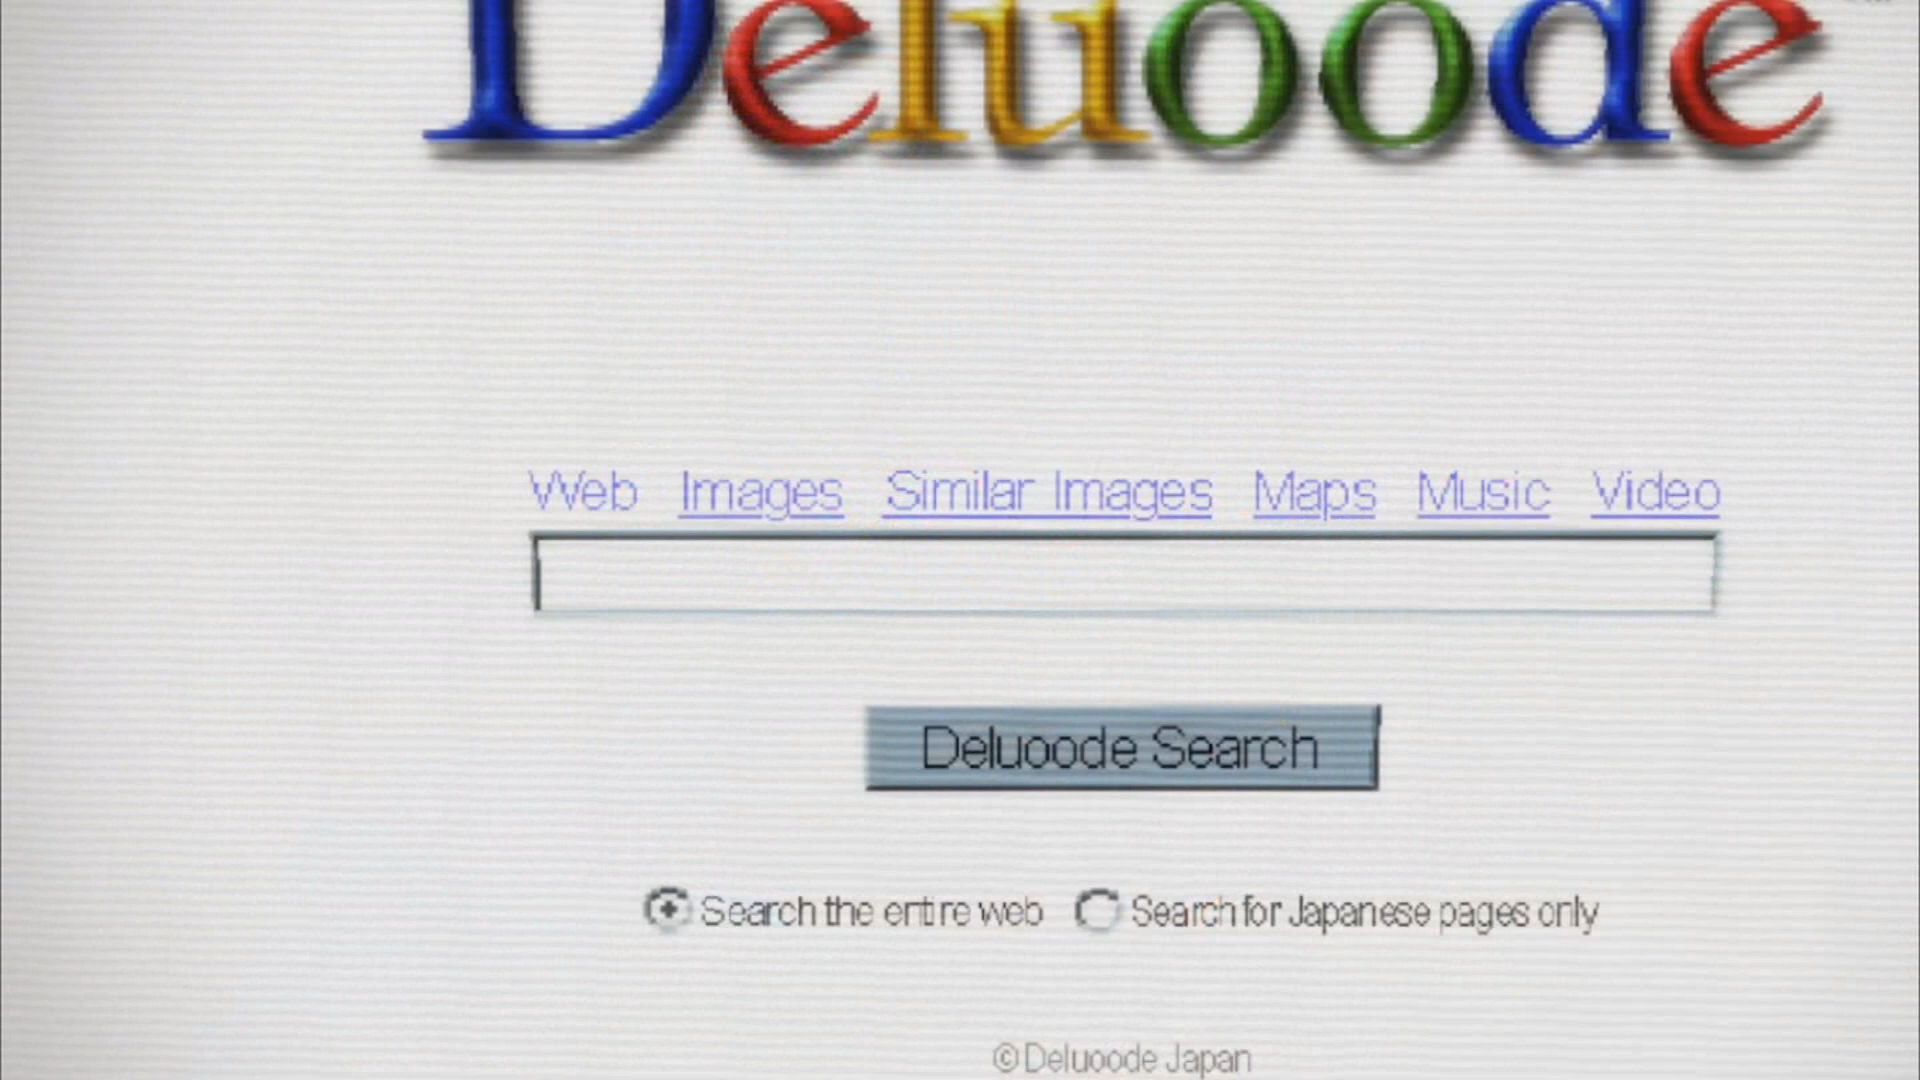 Deluoode
Web Images Similar Images Maps Music Video
Deluoode Search
Search the entire web Search for Japanese pages only
©Deluoode Japan